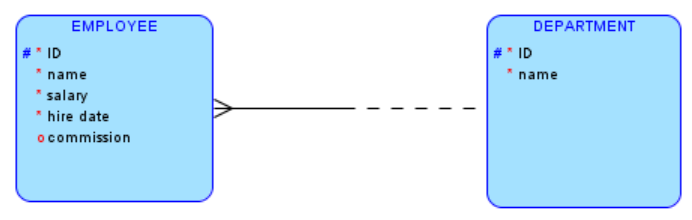 EMPLOYEE
# * ID
* name
* salary
* hire date
o commission
DEPARTMENT
# * ID
* name